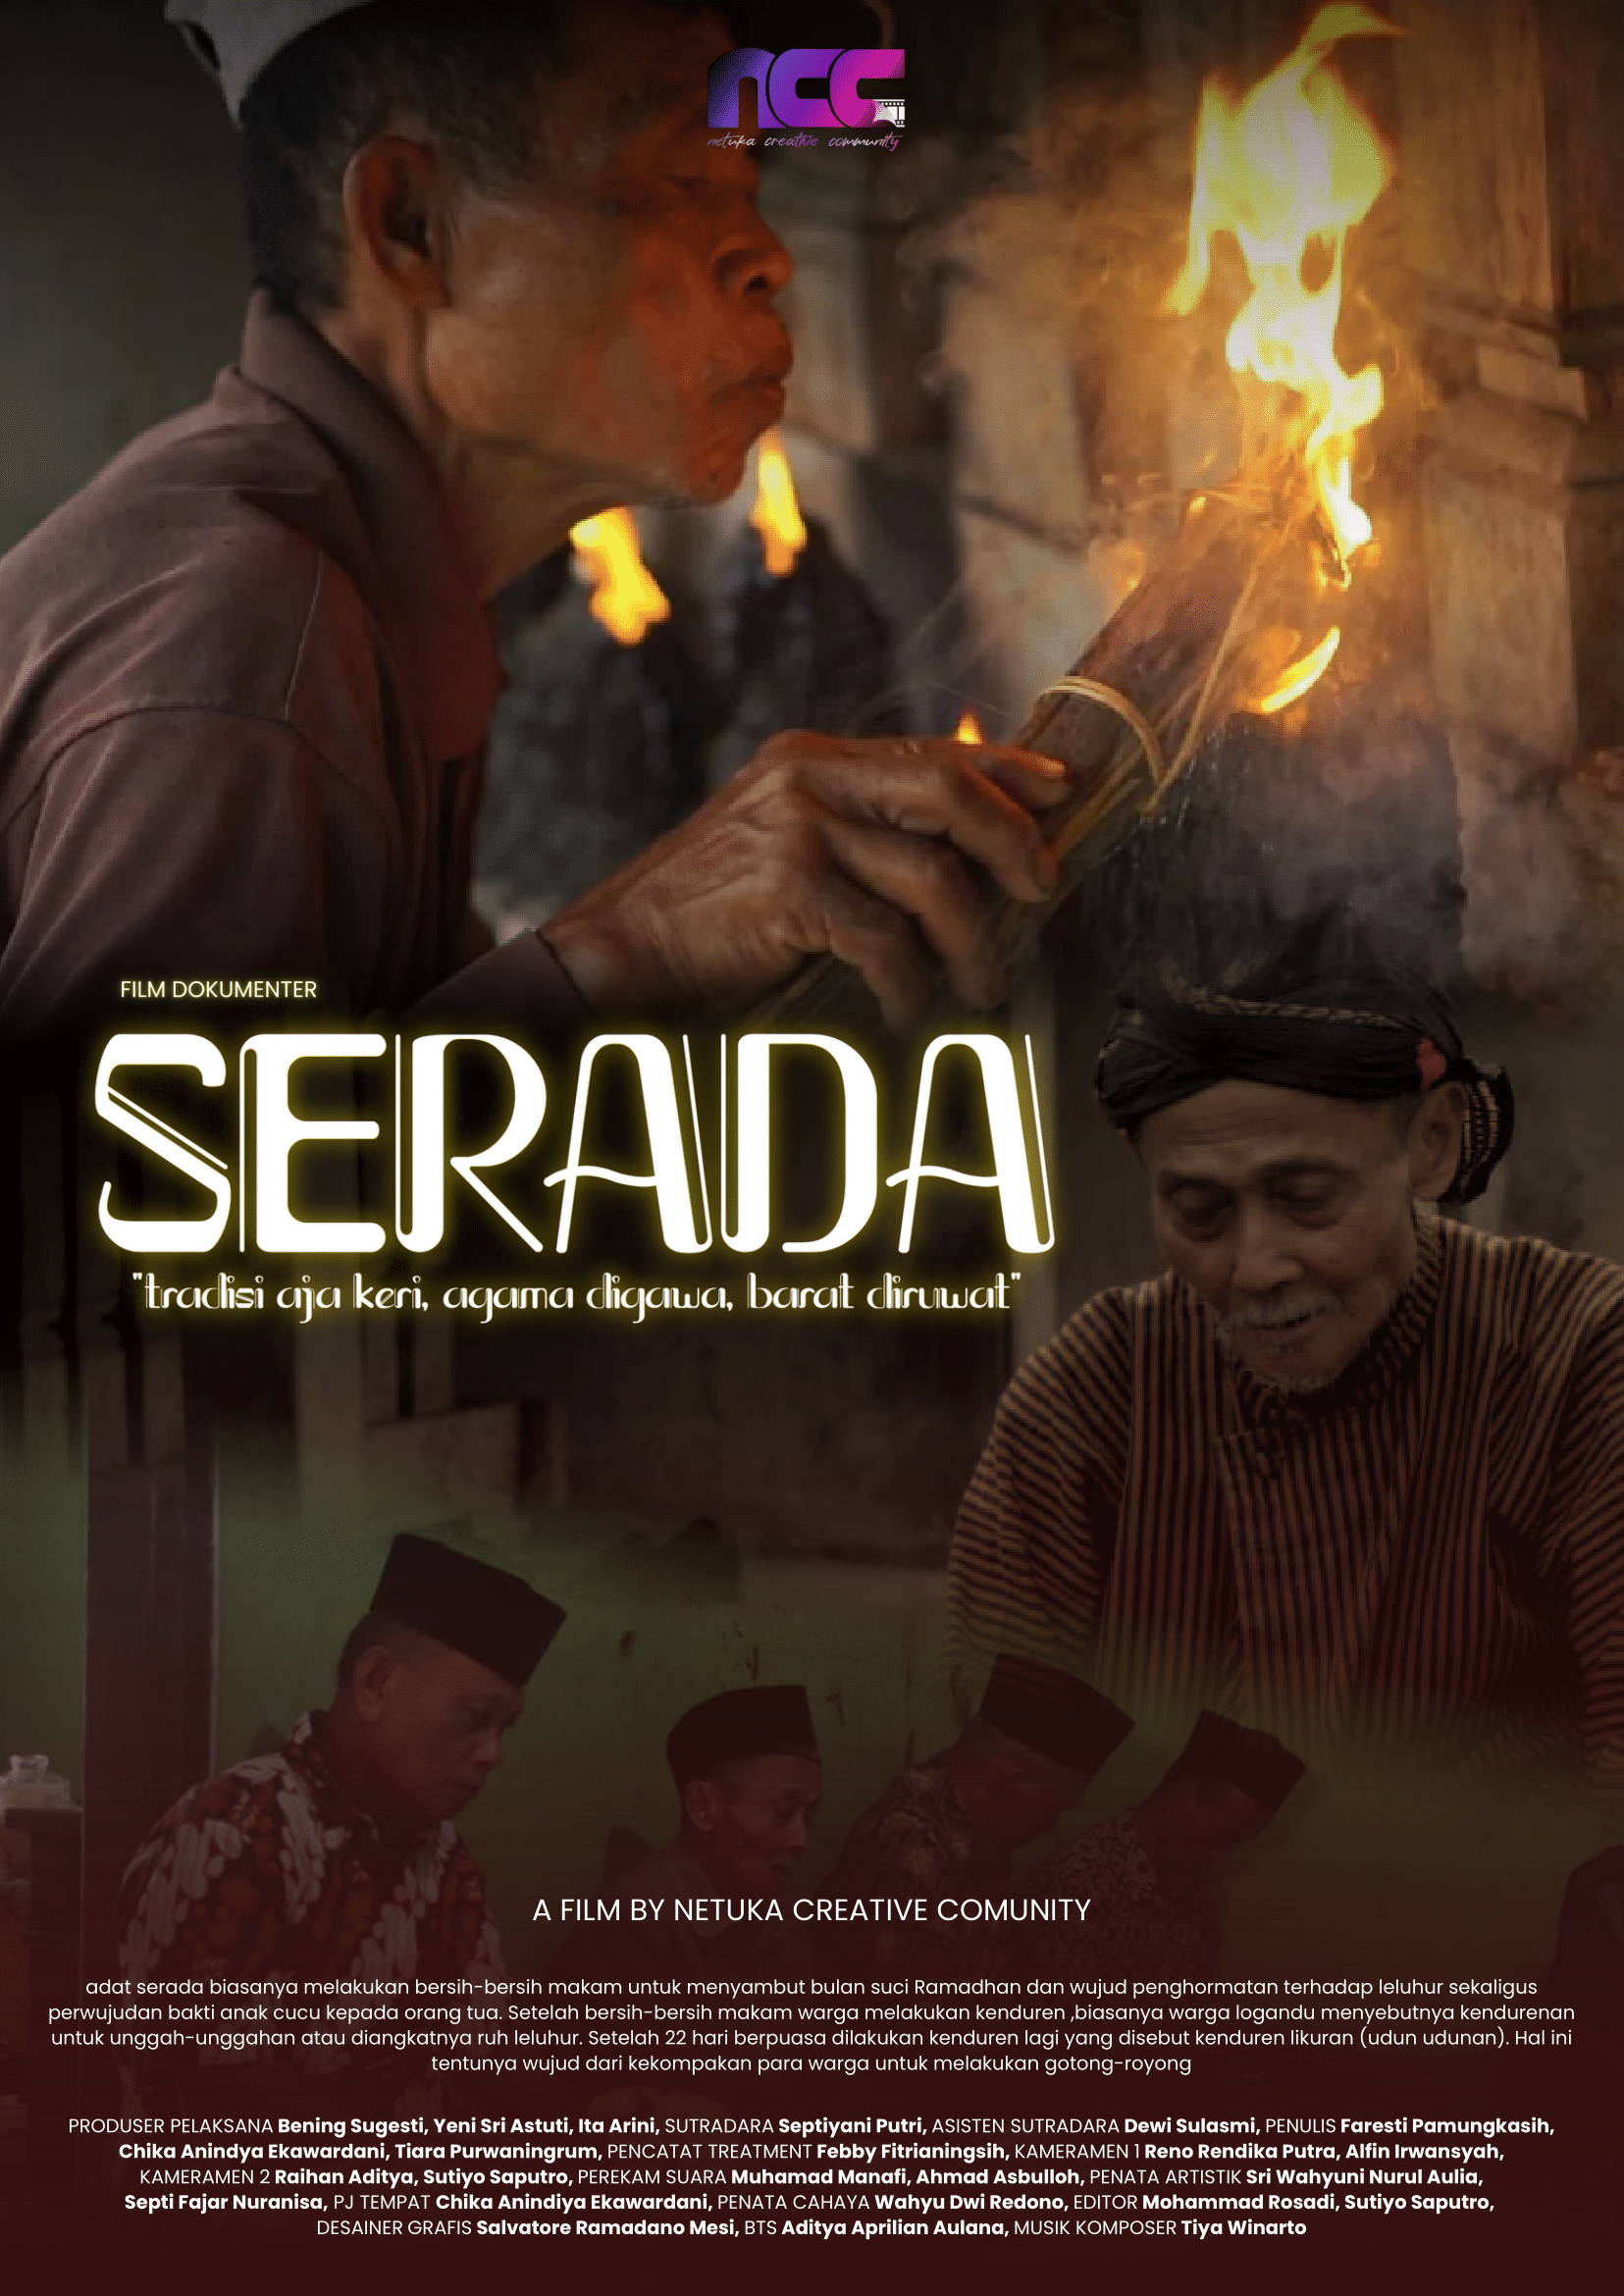 ncc
netuka creative community
FILM DOKUMENTER
SERADA
"tradisi aja keri, agama digawa, barat diruwat"
A FILM BY NETUKA CREATIVE COMUNITY
adat serada biasanya melakukan bersih-bersih makam untuk menyambut bulan suci Ramadhan dan wujud penghormatan terhadap leluhur sekaligus
perwujudan bakti anak cucu kepada orang tua. Setelah bersih-bersih makam warga melakukan kenduren ,biasanya warga logandu menyebutnya kendurenan
untuk unggah-unggahan atau diangkatnya ruh leluhur. Setelah 22 hari berpuasa dilakukan kenduren lagi yang disebut kenduren likuran (udun udunan). Hal ini
tentunya wujud dari kekompakan para warga untuk melakukan gotong-royong
PRODUSER PELAKSANA Bening Sugesti, Yeni Sri Astuti, Ita Arini, SUTRADARA Septiyani Putri, ASISTEN SUTRADARA Dewi Sulasmi, PENULIS Faresti Pamungkasih,
Chika Anindya Ekawardani, Tiara Purwaningrum, PENCATAT TREATMENT Febby Fitrianingsih, KAMERAMEN 1 Reno Rendika Putra, Alfin Irwansyah,
KAMERAMEN 2 Raihan Aditya, Sutiyo Saputro, PEREKAM SUARA Muhamad Manafi, Ahmad Asbulloh, PENATA ARTISTIK Sri Wahyuni Nurul Aulia,
Septi Fajar Nuranisa, PJ TEMPAT Chika Anindiya Ekawardani, PENATA CAHAYA Wahyu Dwi Redono, EDITOR Mohammad Rosadi, Sutiyo Saputro,
DESAINER GRAFIS Salvatore Ramadano Mesi, BTS Aditya Aprilian Aulana, MUSIK KOMPOSER Tiya Winarto